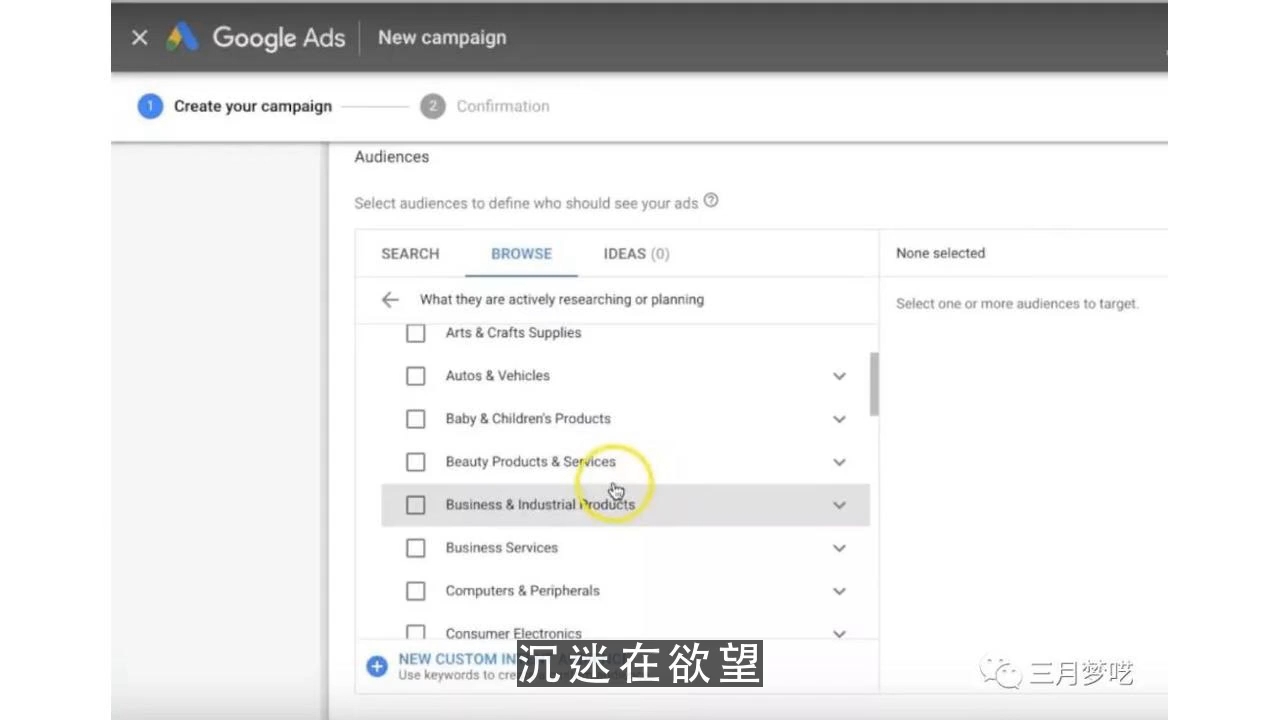 Google Ads New campaign
1 Create your campaign 2 Confirmation
Audiences
Select audiences to define who should see your ads
SEARCH BROWSE IDEAS (0) None selected
What they are actively researching or planning
Select one or more audiences to target.
Arts & Crafts Supplies
Autos & Vehicles
Baby & Children's Products
Beauty Products & Services
Business & Industrial Products
Business Services
Computers & Peripherals
Consumer Electronics
NEW CUSTOM
Use keywords to
沉迷在欲望
三月梦呓